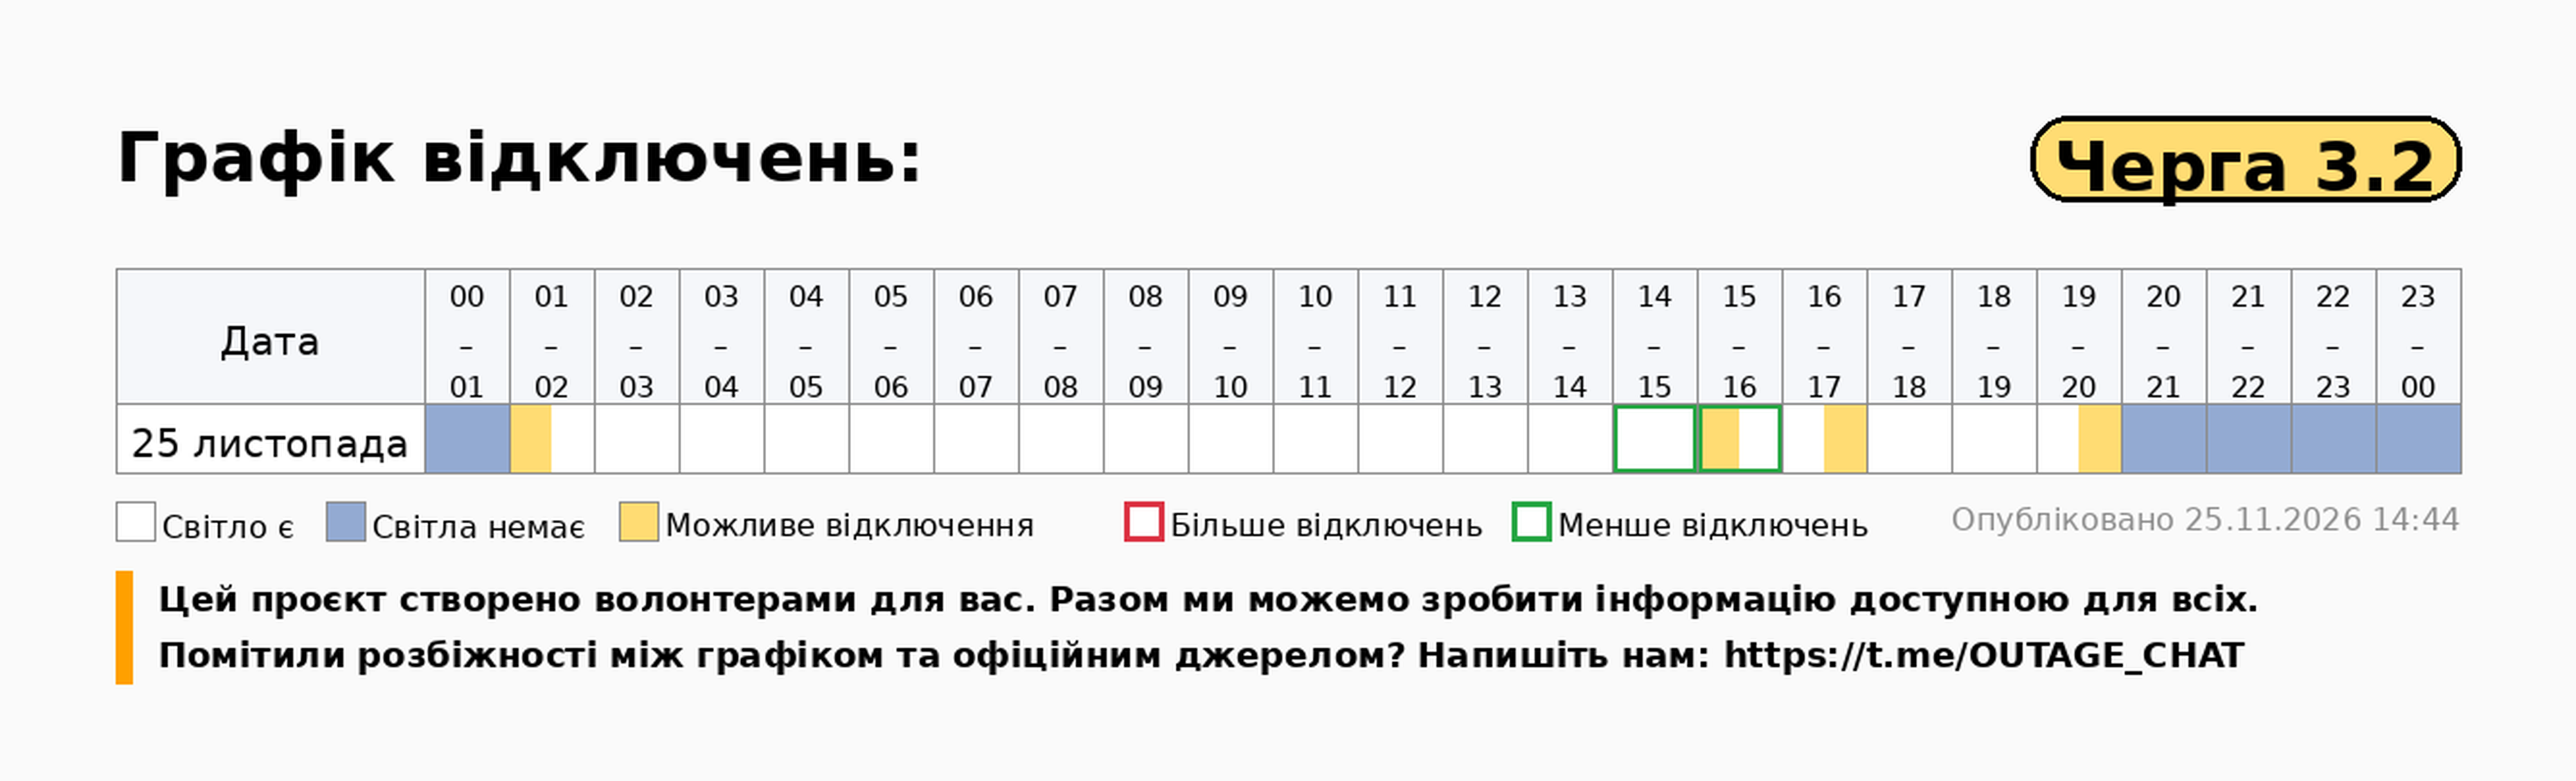 Графік відключень:
Черга 3.2
Дата 00 – 01 01 – 02 02 – 03 03 – 04 04 – 05 05 – 06 06 – 07 07 – 08 08 – 09 09 – 10 10 – 11 11 – 12 12 – 13 13 – 14 14 – 15 15 – 16 16 – 17 17 – 18 18 – 19 19 – 20 20 – 21 21 – 22 22 – 23 23 – 00
25 листопада
Світло є Світла немає Можливе відключення Більше відключень Менше відключень Опубліковано 25.11.2026 14:44
Цей проєкт створено волонтерами для вас. Разом ми можемо зробити інформацію доступною для всіх.
Помітили розбіжності між графіком та офіційним джерелом? Напишіть нам: https://t.me/OUTAGE_CHAT